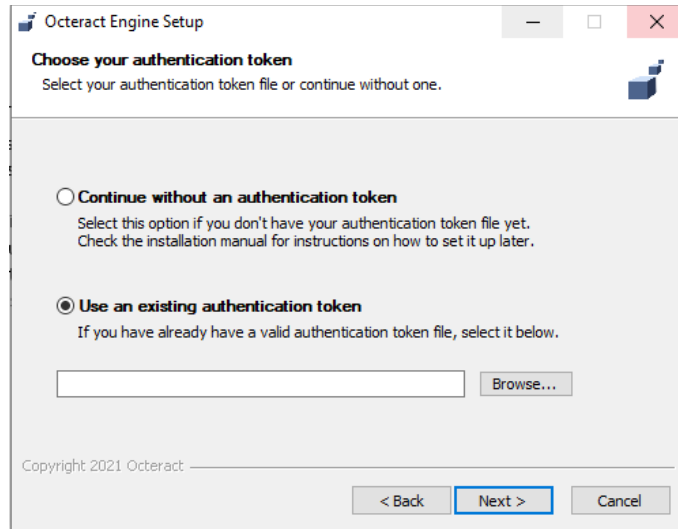 Octeract Engine Setup
Choose your authentication token
Select your authentication token file or continue without one.
Continue without an authentication token
Select this option if you don't have your authentication token file yet.
Check the installation manual for instructions on how to set it up later.
Use an existing authentication token
If you have already have a valid authentication token file, select it below.
Browse...
Copyright 2021 Octeract
< Back
Next >
Cancel